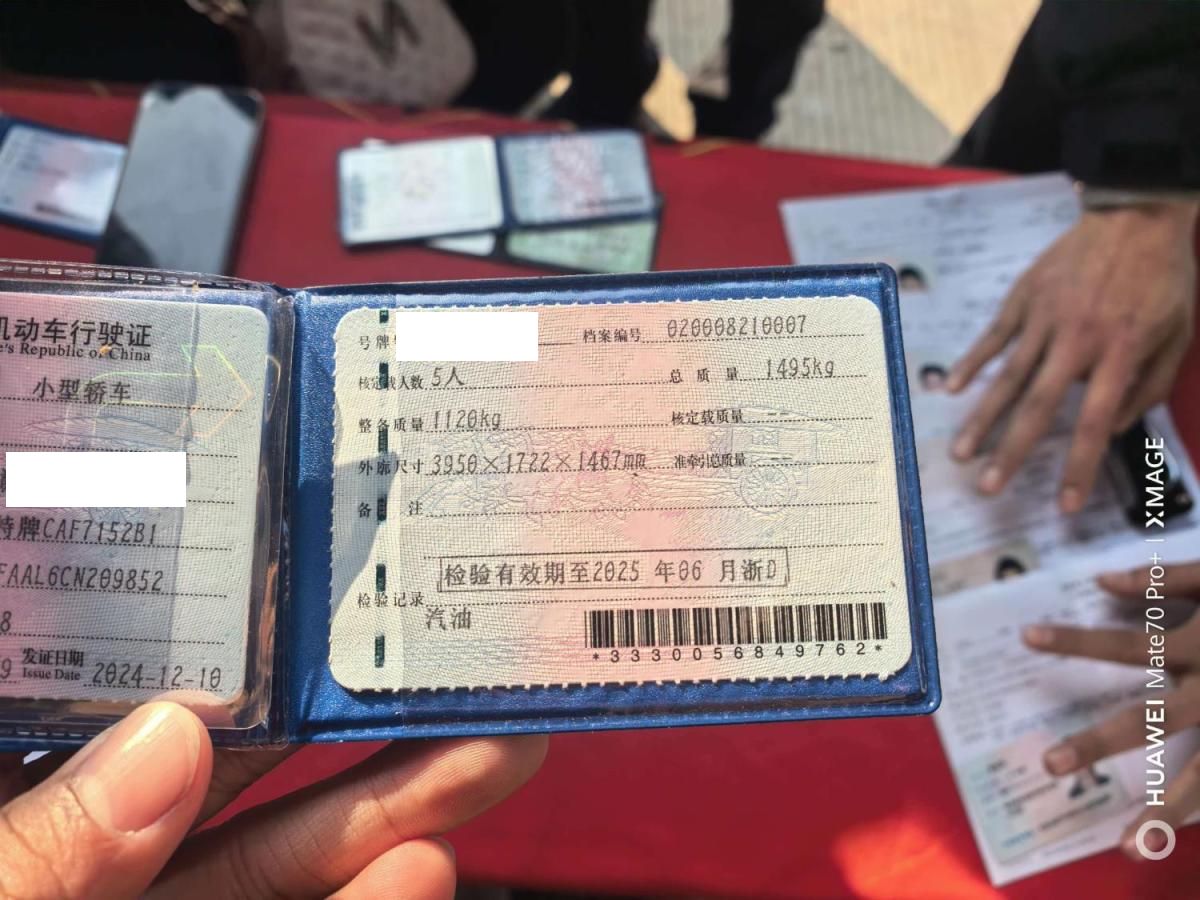 机动车行驶证
's Republic of China
小型轿车
特牌CAF7152B1
FAAL6CN209852
8
9 发证日期 Issue Date 2024-12-10
号牌 档案编号 020008210007
核定载人数 5人 总质量 1495kg
整备质量 1120kg 核定载质量 --
外廓尺寸 3950×1722×1467mm 准牵引总质量 --
备注
检验有效期至2025 年06 月浙D
检验记录
汽油
*3330056849762*
HUAWEI Mate70 Pro+ | XMAGE